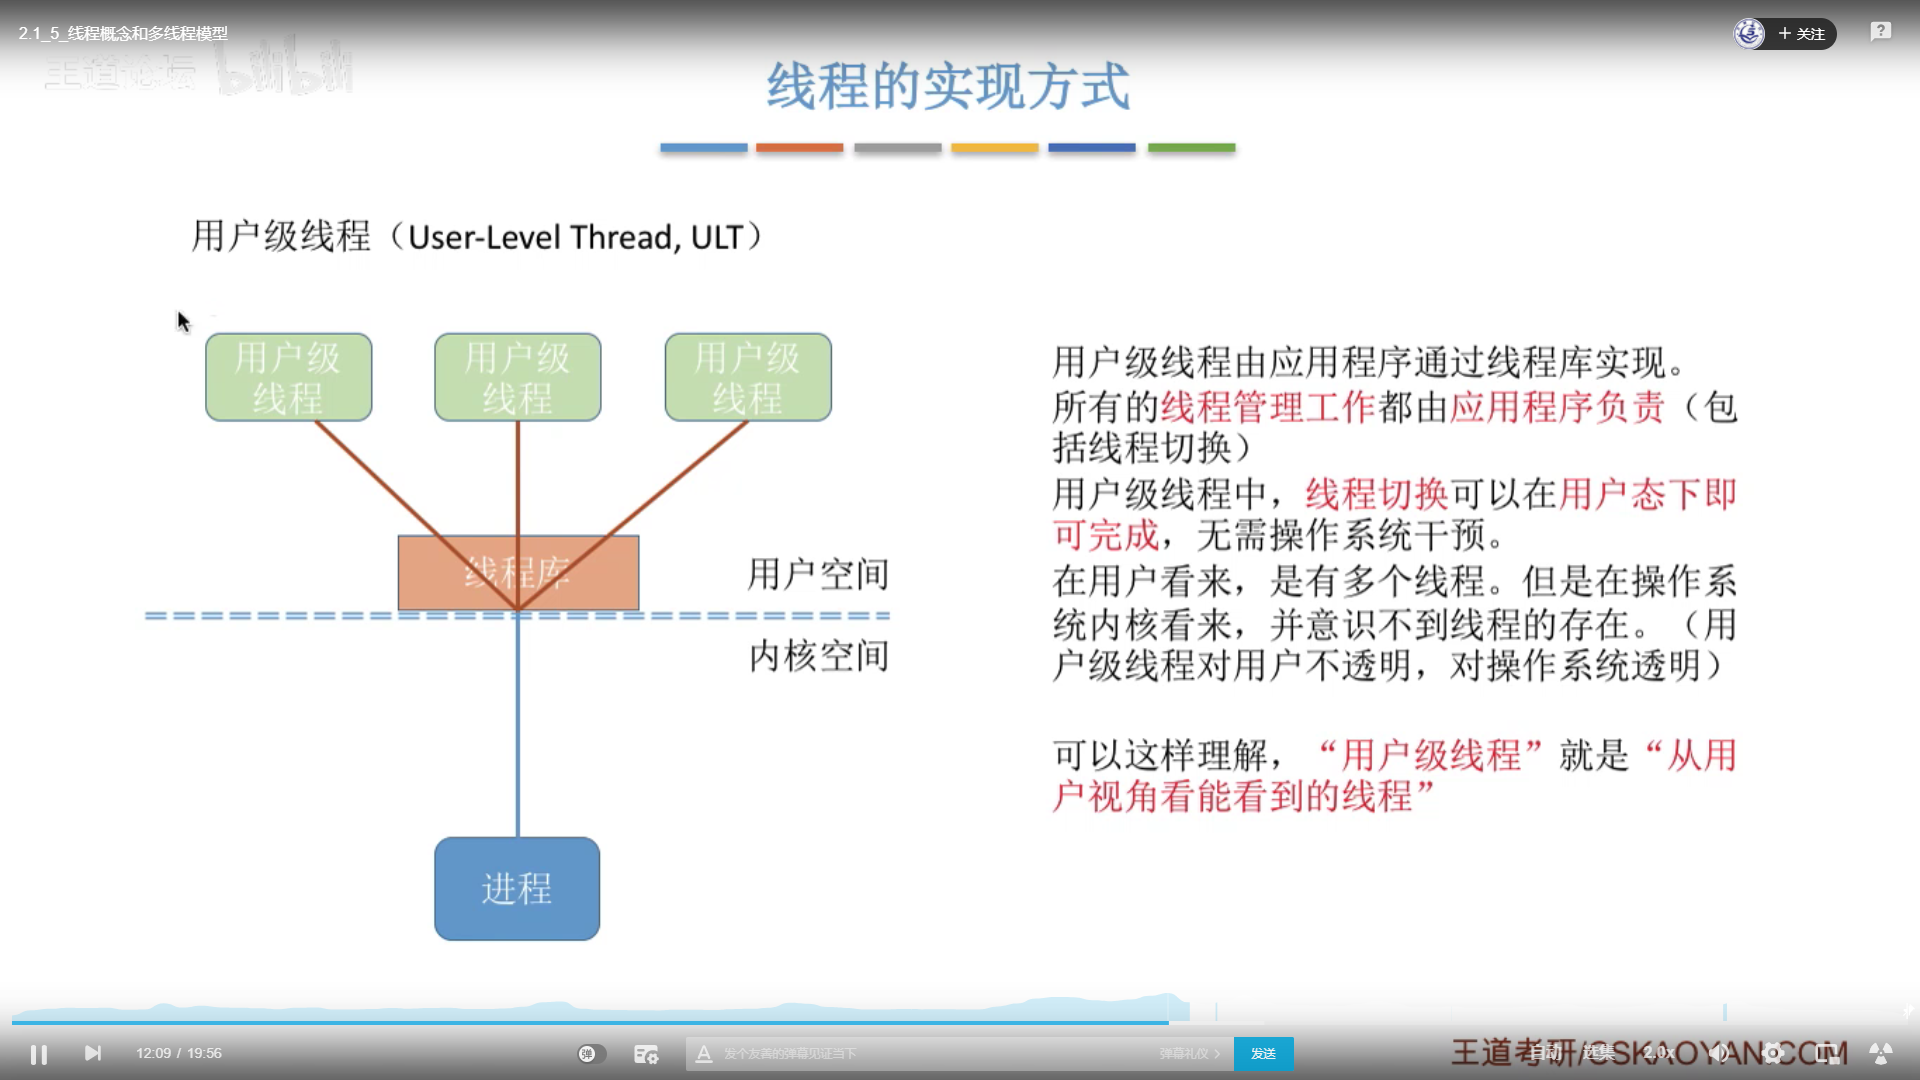 2.1_5_线程概念和多线程模型
+ 关注
王道论坛 bilibili
线程的实现方式
用户级线程（User-Level Thread, ULT）
用户级
线程
用户级
线程
用户级
线程
线程库
用户空间
内核空间
进程
用户级线程由应用程序通过线程库实现。
所有的线程管理工作都由应用程序负责（包
括线程切换）
用户级线程中，线程切换可以在用户态下即
可完成，无需操作系统干预。
在用户看来，是有多个线程。但是在操作系
统内核看来，并意识不到线程的存在。（用
户级线程对用户不透明，对操作系统透明）
可以这样理解，“用户级线程”就是“从用
户视角看能看到的线程”
12:09 / 19:56
弹
发个友善的弹幕见证当下
弹幕礼仪 >
发送
王道考研/CSKAOYAN.COM
自动
选集
2.0x